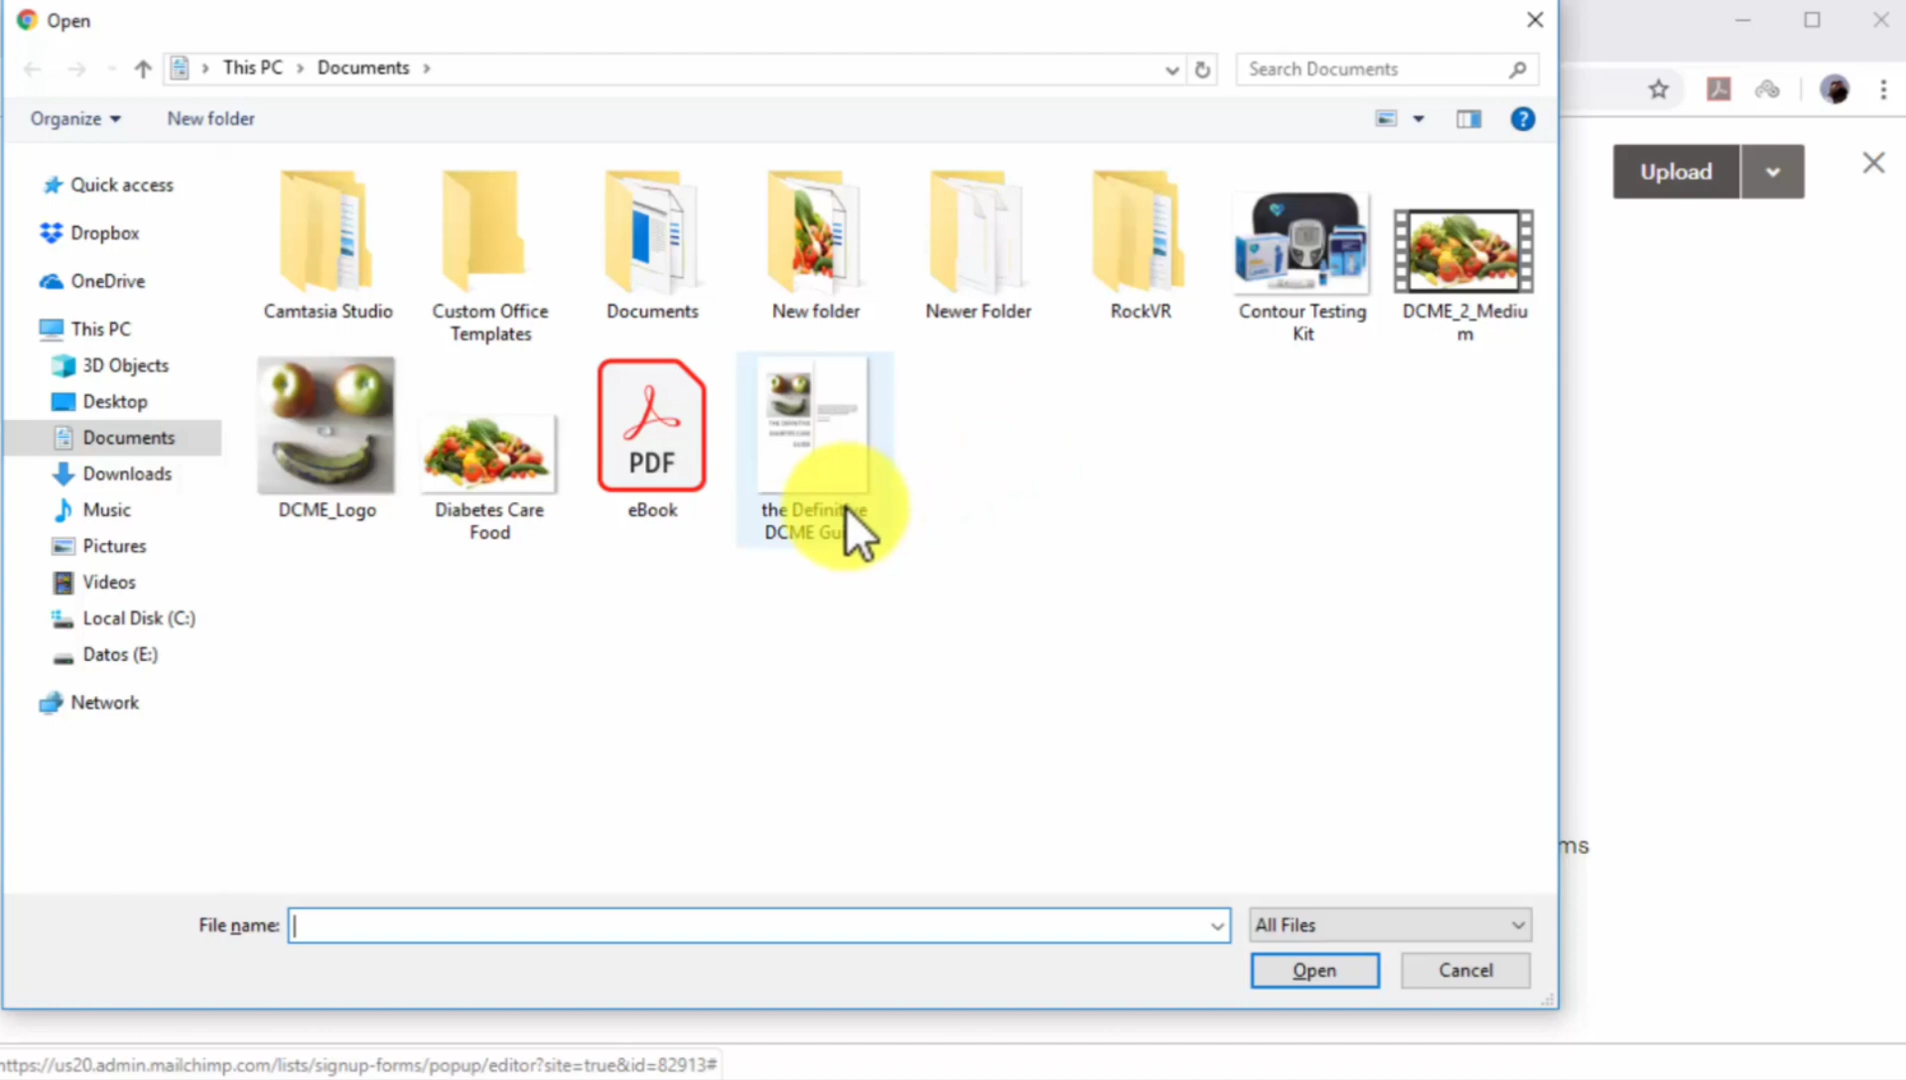 Open
This PC > Documents >
Search Documents
Organize
New folder
Upload
Quick access
Dropbox
OneDrive
This PC
3D Objects
Desktop
Documents
Downloads
Music
Pictures
Videos
Local Disk (C:)
Datos (E:)
Network
Camtasia Studio
Custom Office
Templates
Documents
New folder
Newer Folder
RockVR
Contour Testing
Kit
DCME_2_Mediu
m
DCME_Logo
Diabetes Care
Food
PDF
eBook
the Definitive
DCME
ms
File name:
All Files
Open
Cancel
https://us20.admin.mailchimp.com/lists/signup-forms/popup/editor?site=true&id=82913#